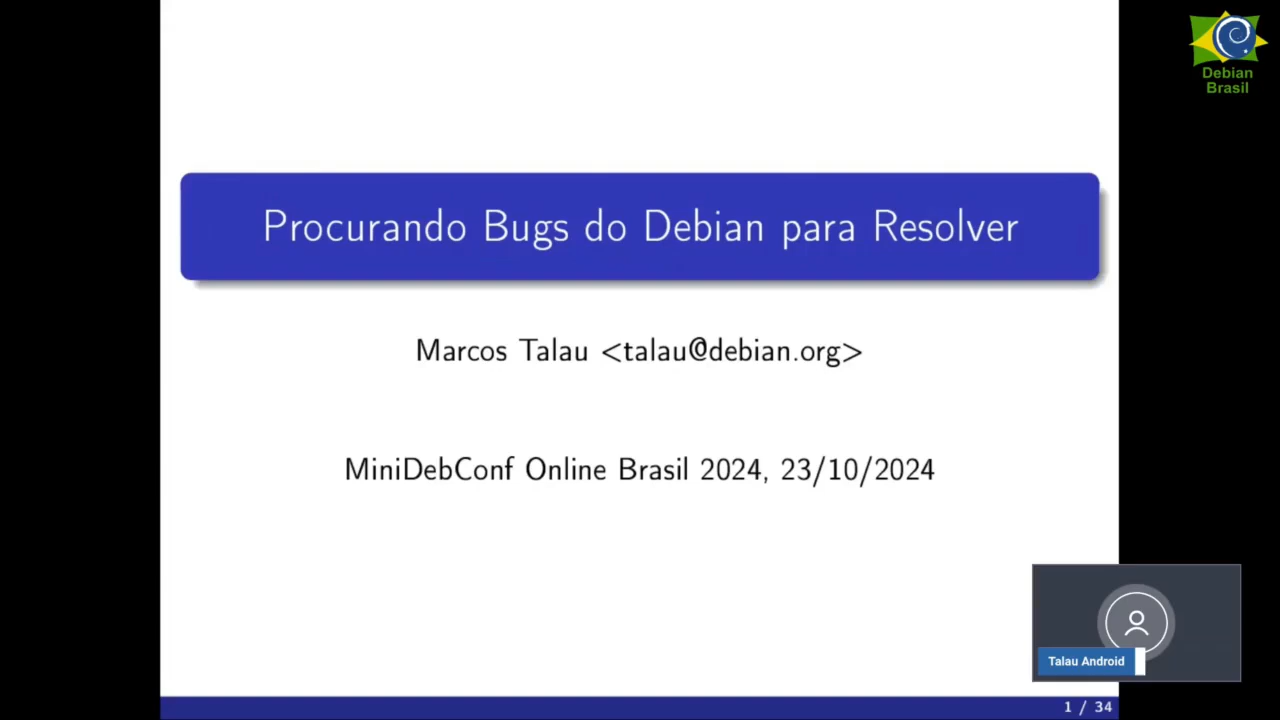 Debian
Brasil
Procurando Bugs do Debian para Resolver
Marcos Talau <talau@debian.org>
MiniDebConf Online Brasil 2024, 23/10/2024
Talau Android
1 / 34